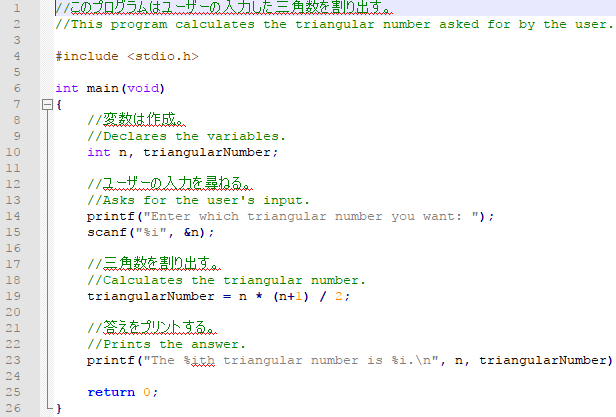 1 //このプログラムはユーザーの入力した三角数を割り出す。
2 //This program calculates the triangular number asked for by the user.
3
4 #include <stdio.h>
5
6 int main(void)
7 {
8 //変数は作成。
9 //Declares the variables.
10 int n, triangularNumber;
11
12 //ユーザーの入力を尋ねる。
13 //Asks for the user's input.
14 printf("Enter which triangular number you want: ");
15 scanf("%i", &n);
16
17 //三角数を割り出す。
18 //Calculates the triangular number.
19 triangularNumber = n * (n+1) / 2;
20
21 //答えをプリントする。
22 //Prints the answer.
23 printf("The %ith triangular number is %i.\n", n, triangularNumber)
24
25 return 0;
26 }